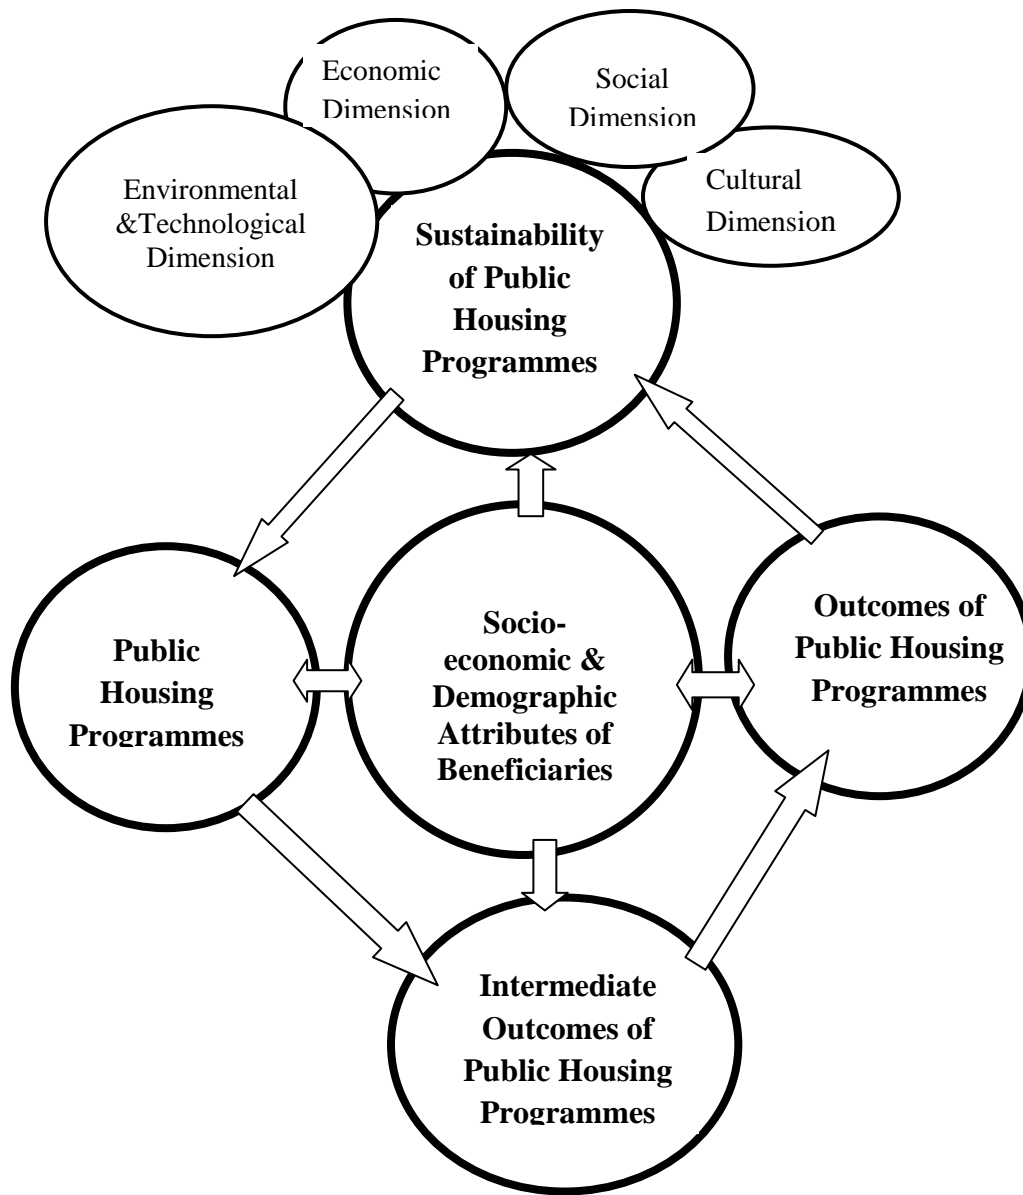 Economic
Dimension
Social
Dimension
Environmental
&Technological
Dimension
Cultural
Dimension
Sustainability
of Public
Housing
Programmes
Public
Housing
Programmes
Socio-
economic &
Demographic
Attributes of
Beneficiaries
Outcomes of
Public Housing
Programmes
Intermediate
Outcomes of
Public Housing
Programmes